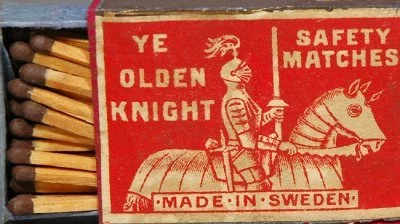 YE
OLDEN
KNIGHT
SAFETY
MATCHES
·MADE·IN·SWEDEN·